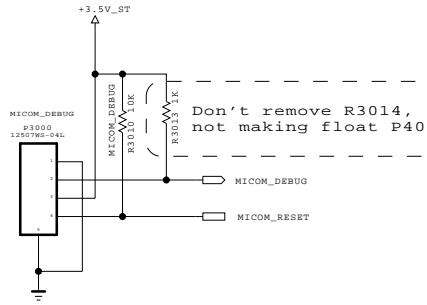 +3.5V_ST
MICOM_DEBUG
P3000
12507WS-04L
MICOM_DEBUG
R3010 10K
R3013 1K
Don't remove R3014,
not making float P40
1
2
3
4
5
MICOM_DEBUG
MICOM_RESET